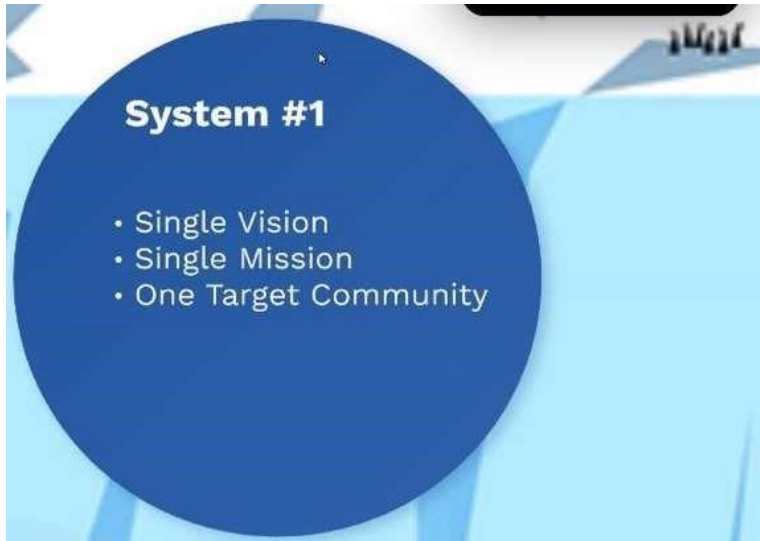 System #1
• Single Vision
• Single Mission
• One Target Community